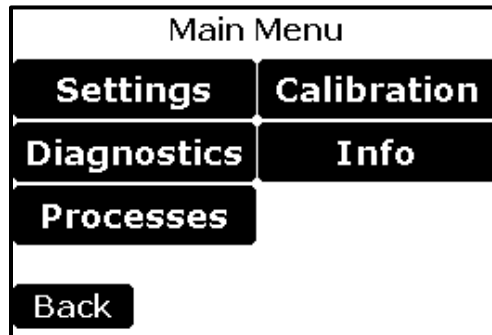 Main Menu
Settings Calibration
Diagnostics Info
Processes
Back